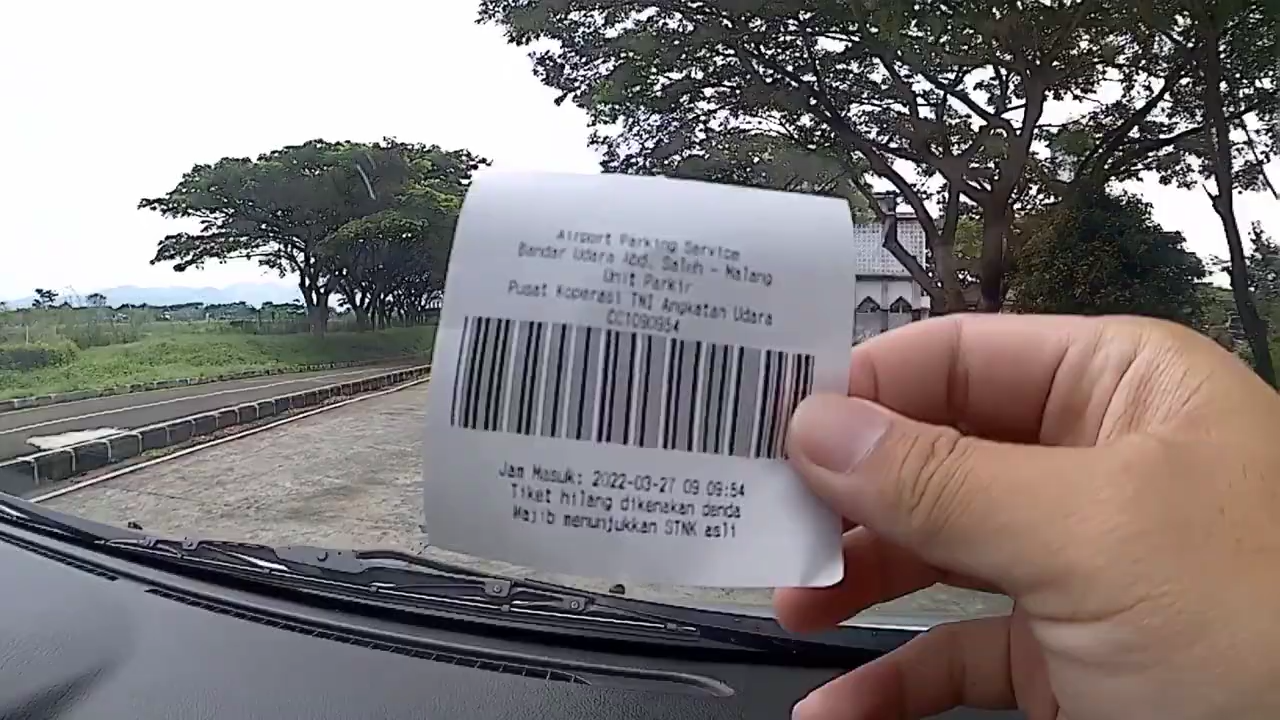 Airport Parking Service
Bandar Udara Abd. Saleh - Malang
Unit Parkir
Pusat Koperasi TNI Angkatan Udara
CC1090954
Jam Masuk: 2022-03-27 09 09:54
Tiket hilang dikenakan denda
Wajib menunjukkan STNK asli